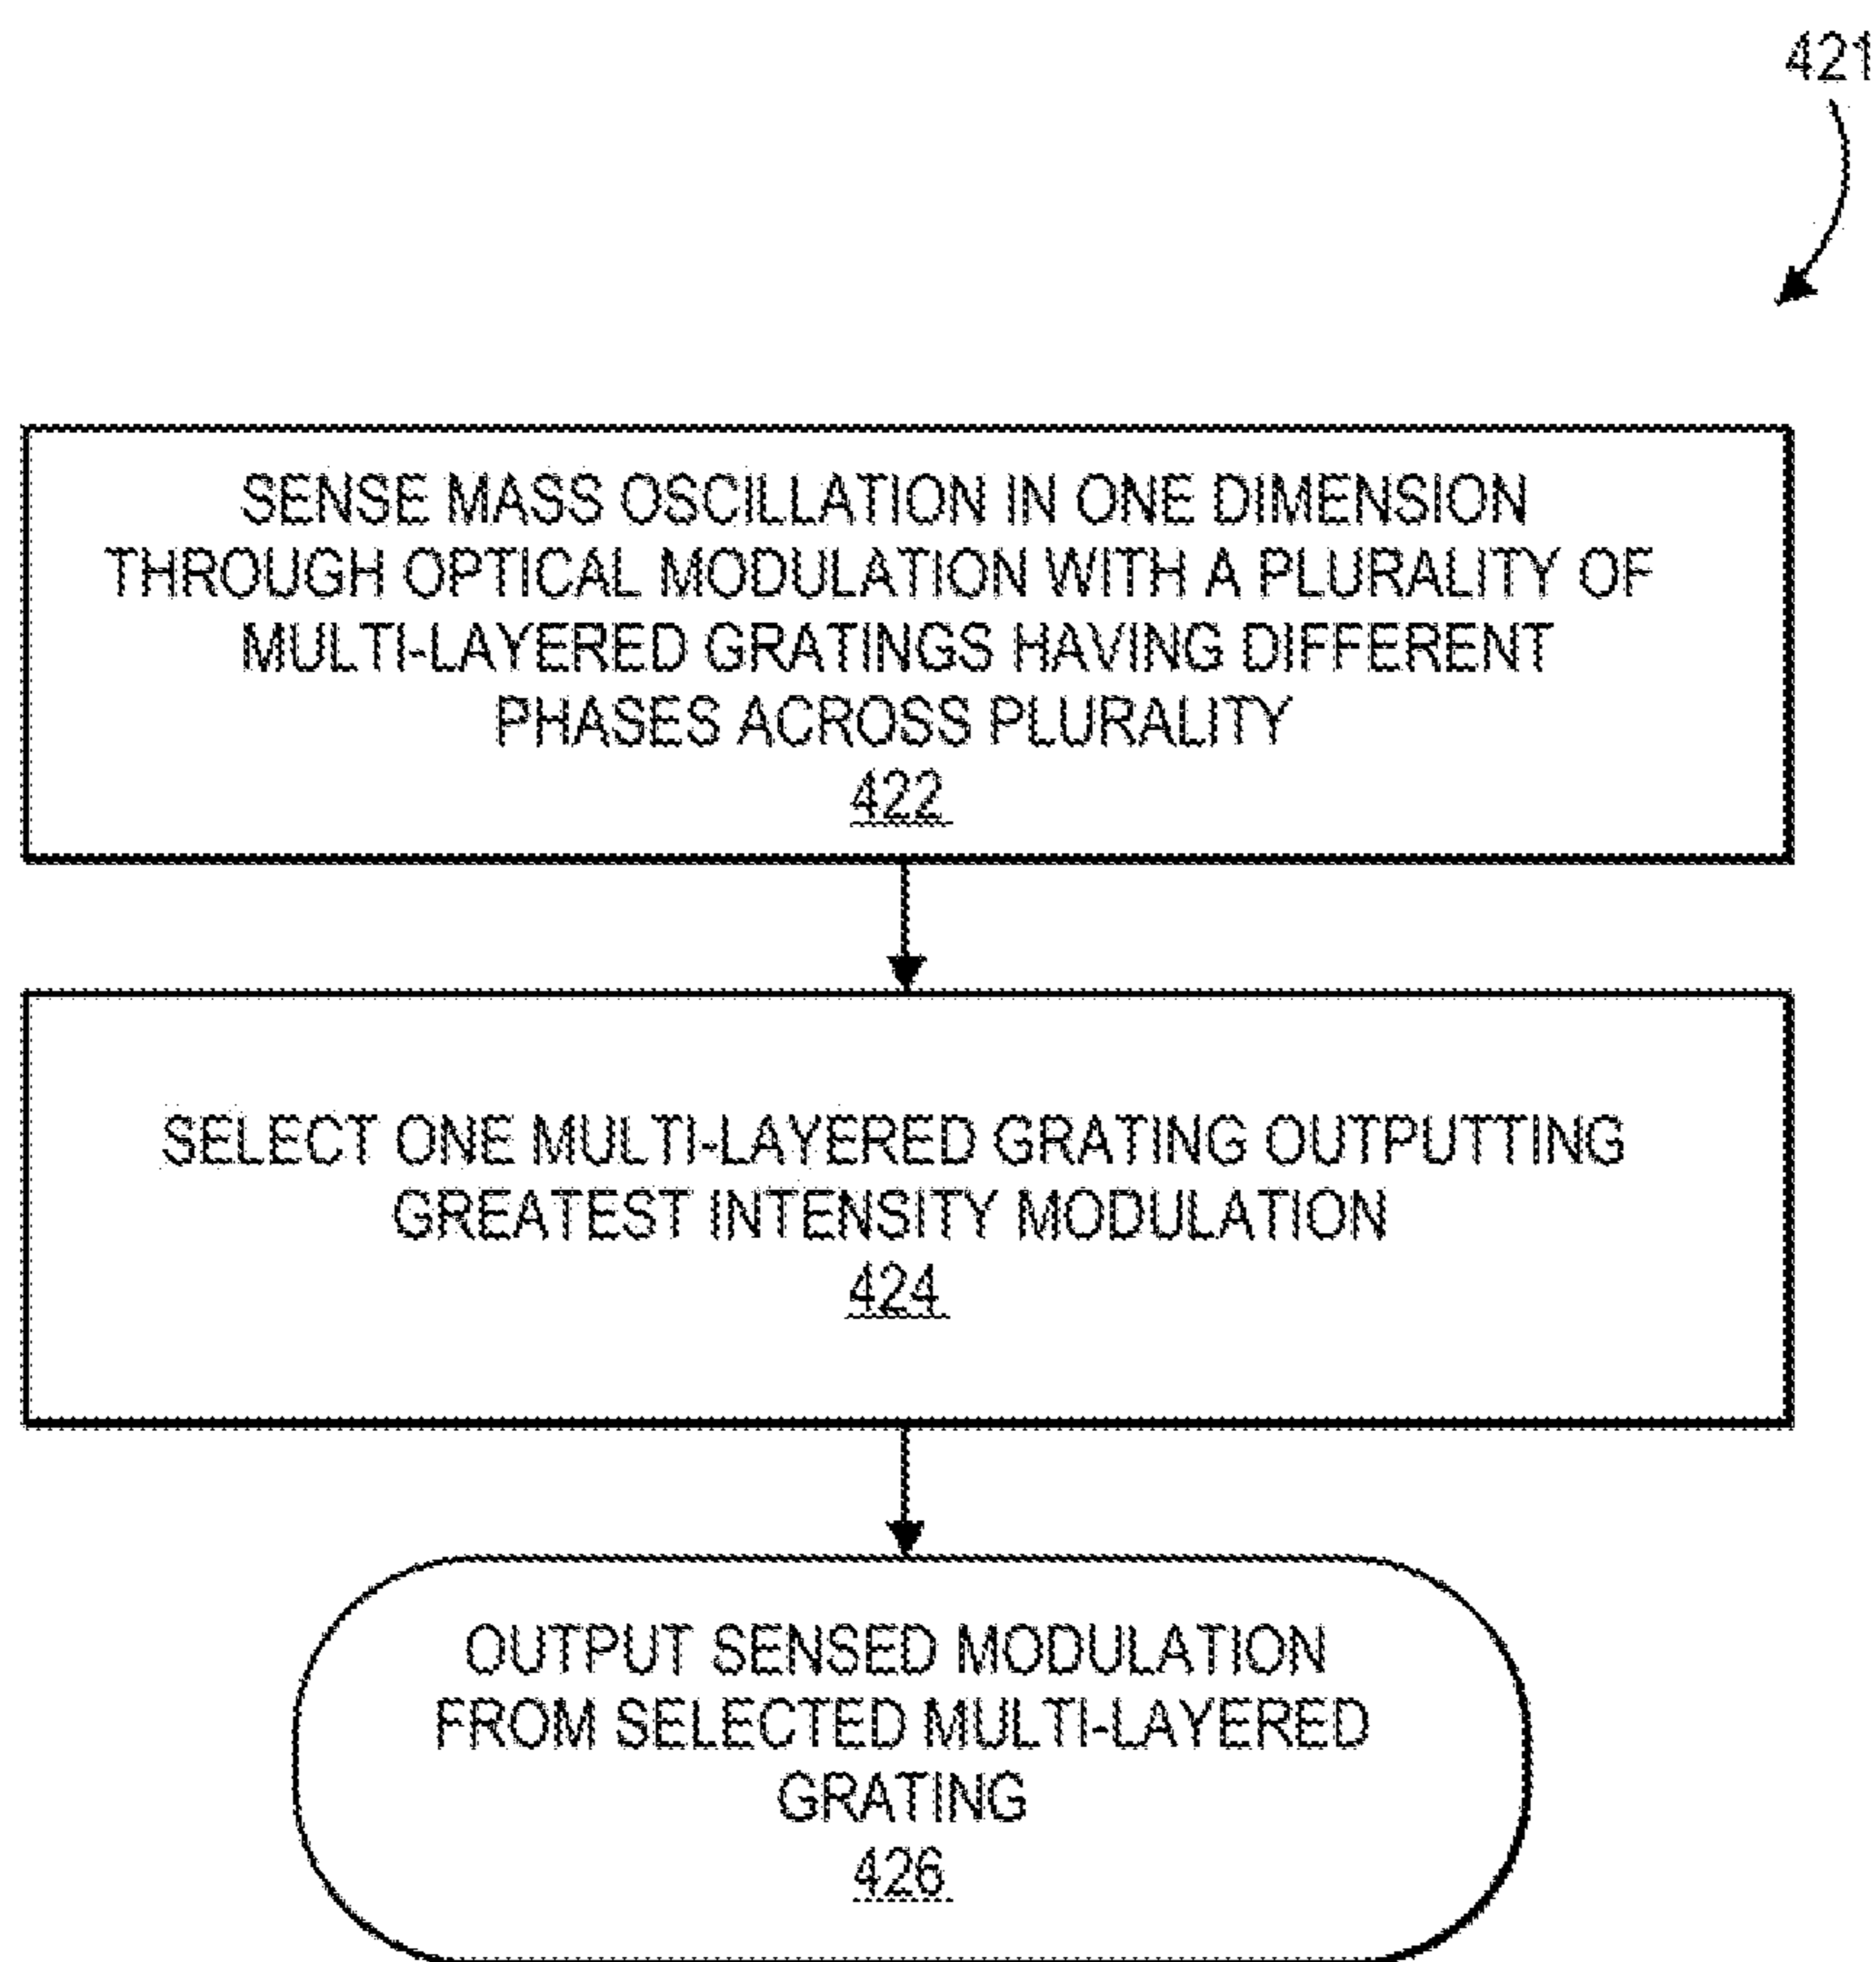 421
SENSE MASS OSCILLATION IN ONE DIMENSION
THROUGH OPTICAL MODULATION WITH A PLURALITY OF
MULTI-LAYERED GRATINGS HAVING DIFFERENT
PHASES ACROSS PLURALITY
422
SELECT ONE MULTI-LAYERED GRATING OUTPUTTING
GREATEST INTENSITY MODULATION
424
OUTPUT SENSED MODULATION
FROM SELECTED MULTI-LAYERED
GRATING
426